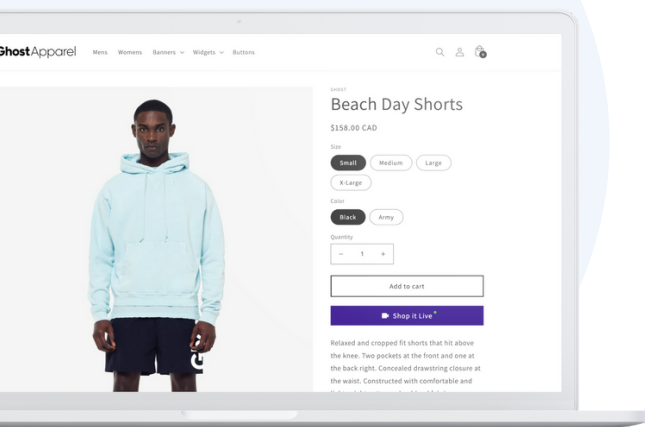 GhostApparel
Mens Womens Banners Widgets Buttons
GHOST
Beach Day Shorts
$158.00 CAD
Size
Small Medium Large
X-Large
Color
Black Army
Quantity
− 1 +
Add to cart
Shop it Live
Relaxed and cropped fit shorts that hit above
the knee. Two pockets at the front and one at
the back right. Concealed drawstring closure at
the waist. Constructed with comfortable and